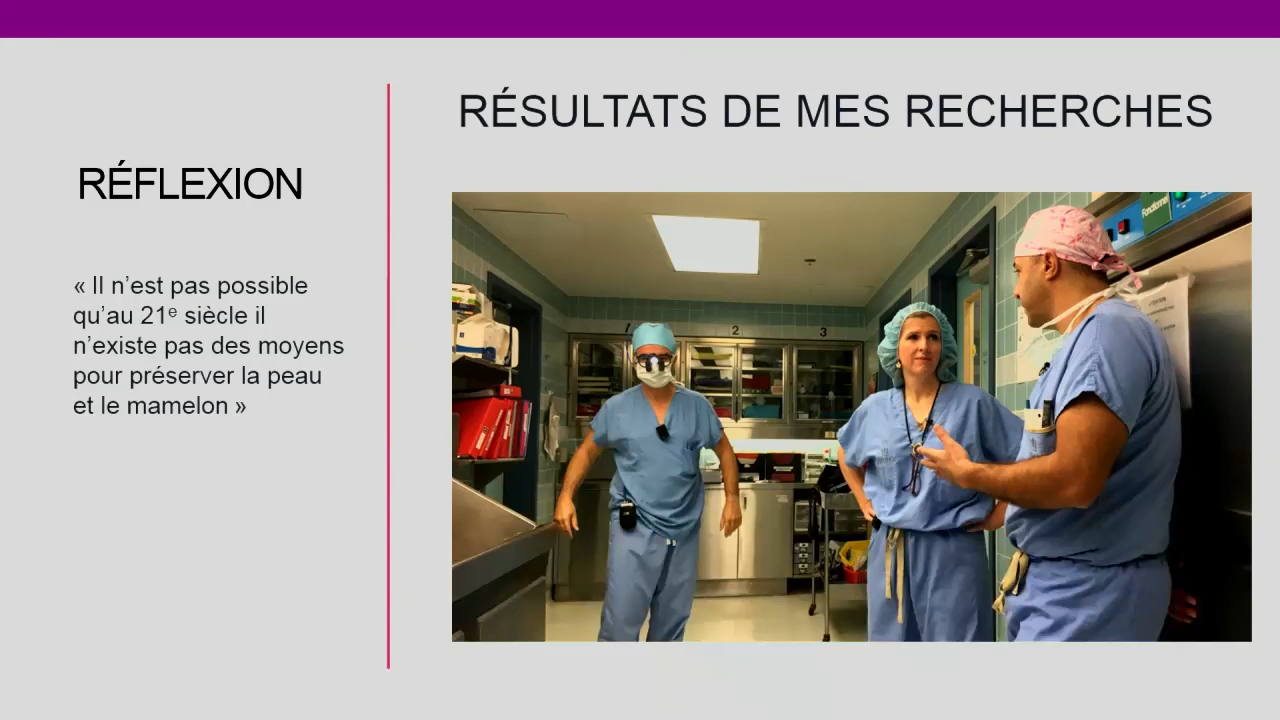 RÉSULTATS DE MES RECHERCHES
RÉFLEXION
« Il n’est pas possible
qu’au 21e siècle il
n’existe pas des moyens
pour préserver la peau
et le mamelon »
1
2
3
Fonctionnel